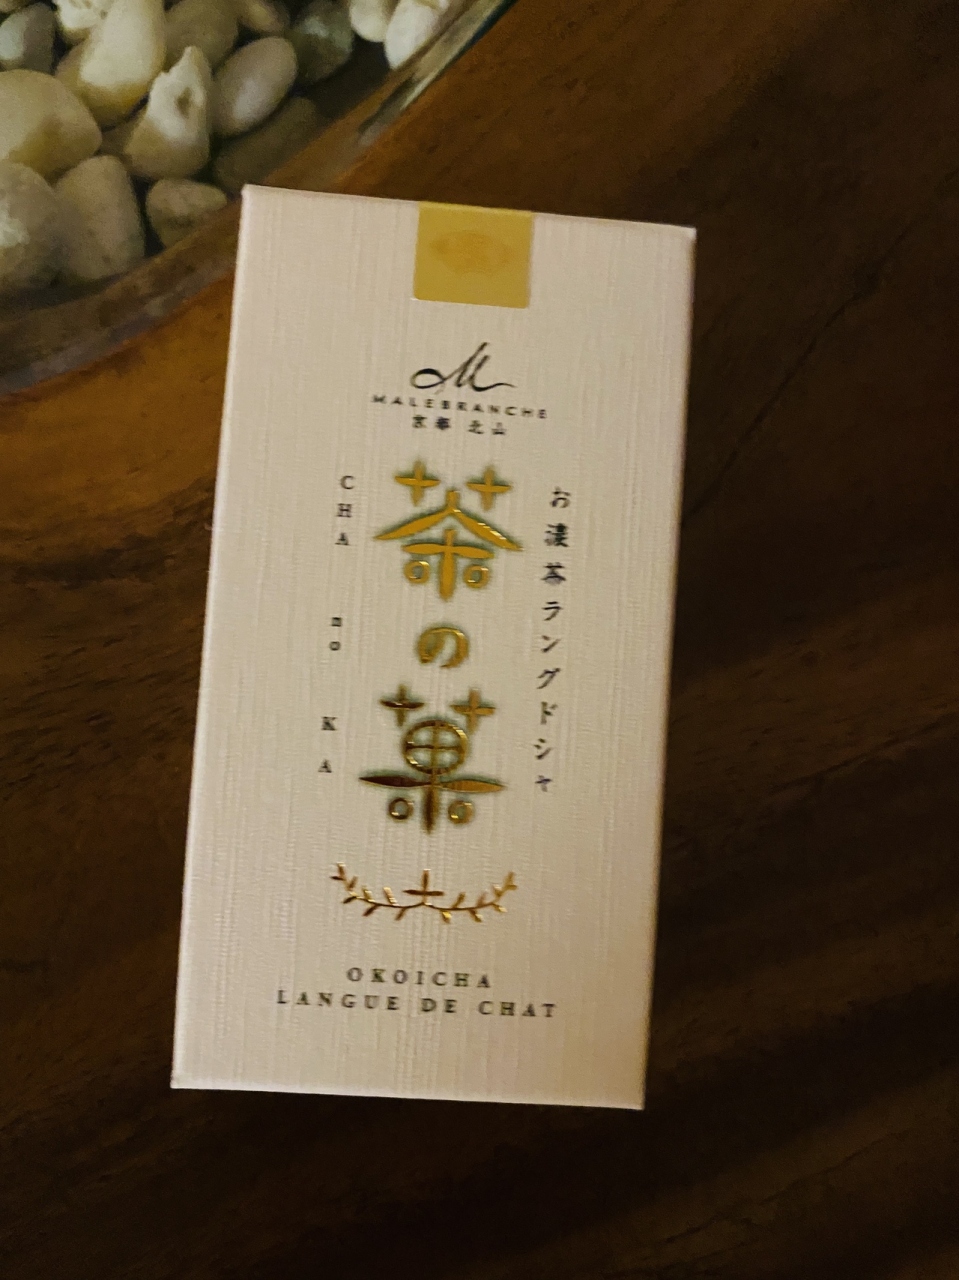 MALEBRANCHE
京都 北山
お濃茶ラングドシャ
茶の菓
CHA no KA
OKOICHA
LANGUE DE CHAT